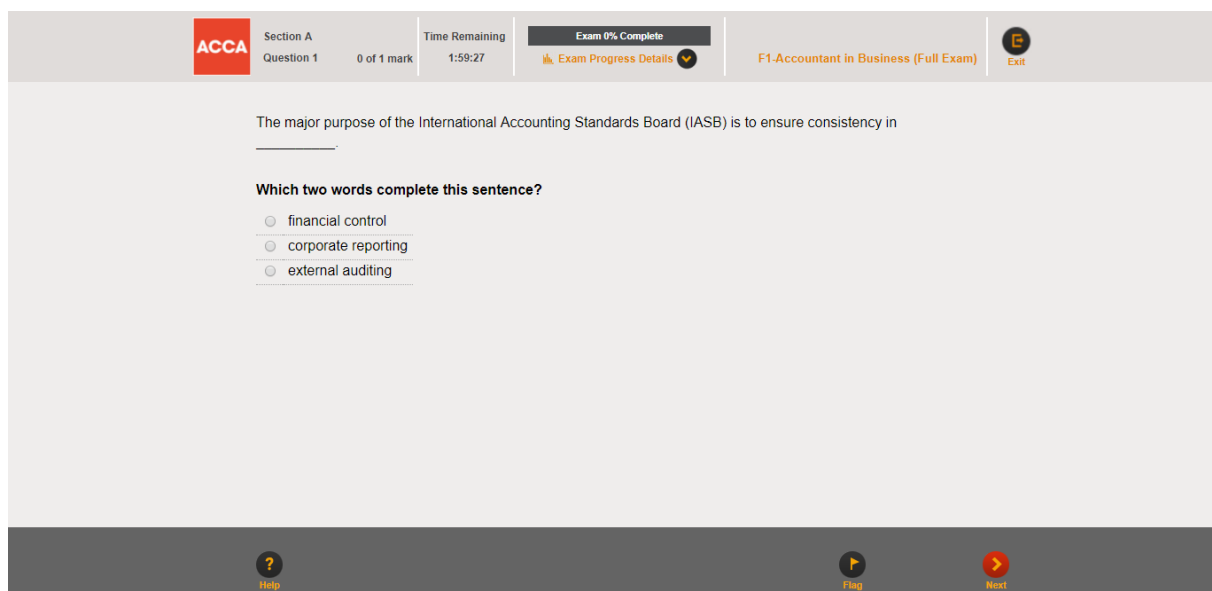 ACCA
Section A
Question 1
0 of 1 mark
Time Remaining
1:59:27
Exam 0% Complete
Exam Progress Details
F1-Accountant in Business (Full Exam)
E
Exit
The major purpose of the International Accounting Standards Board (IASB) is to ensure consistency in
__________.
Which two words complete this sentence?
financial control
corporate reporting
external auditing
?
Help
Flag
Next